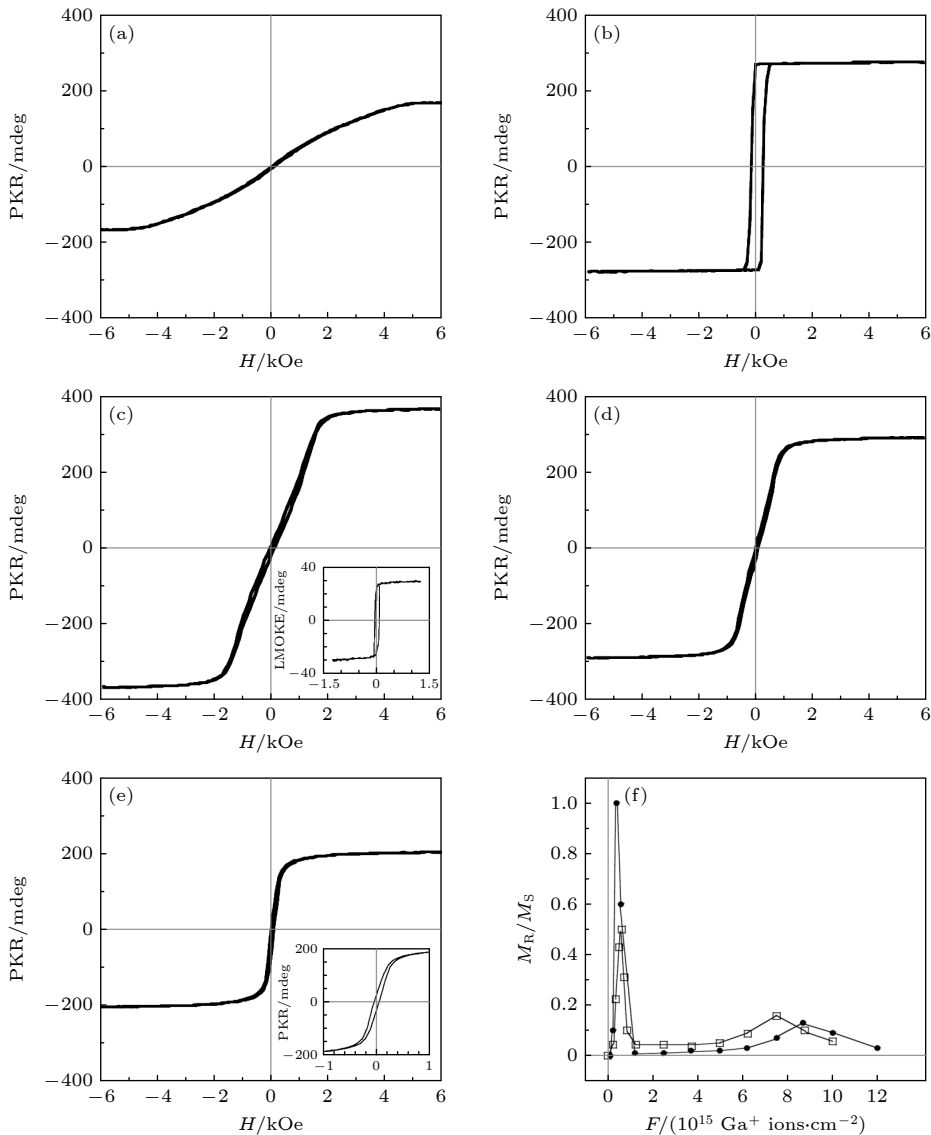 400
(a)
200
PKR/mdeg
0
−200
−400
−6 −4 −2 0 2 4 6
H/kOe
400
(b)
200
PKR/mdeg
0
−200
−400
−6 −4 −2 0 2 4 6
H/kOe
400
(c)
200
PKR/mdeg
0
−200
−400
−6 −4 −2 0 2 4 6
H/kOe
40
LMOKE/mdeg
0
−40
−1.5 0 1.5
400
(d)
200
PKR/mdeg
0
−200
−400
−6 −4 −2 0 2 4 6
H/kOe
400
(e)
200
PKR/mdeg
0
−200
−400
−6 −4 −2 0 2 4 6
H/kOe
200
PKR/mdeg
0
−200
−1 0 1
1.0
(f)
0.8
0.6
M_R/M_S
0.4
0.2
0
0 2 4 6 8 10 12 14
F/(10¹⁵ Ga⁺ ions·cm⁻²)